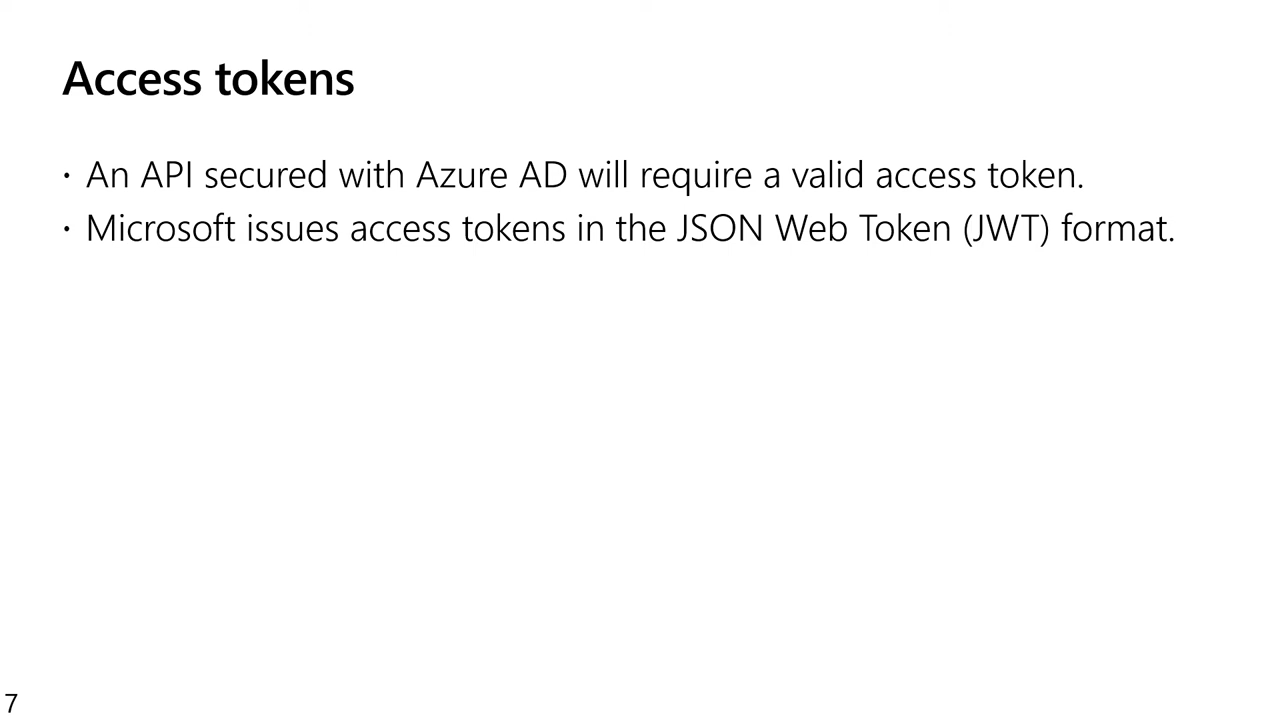 Access tokens
· An API secured with Azure AD will require a valid access token.
· Microsoft issues access tokens in the JSON Web Token (JWT) format.
7